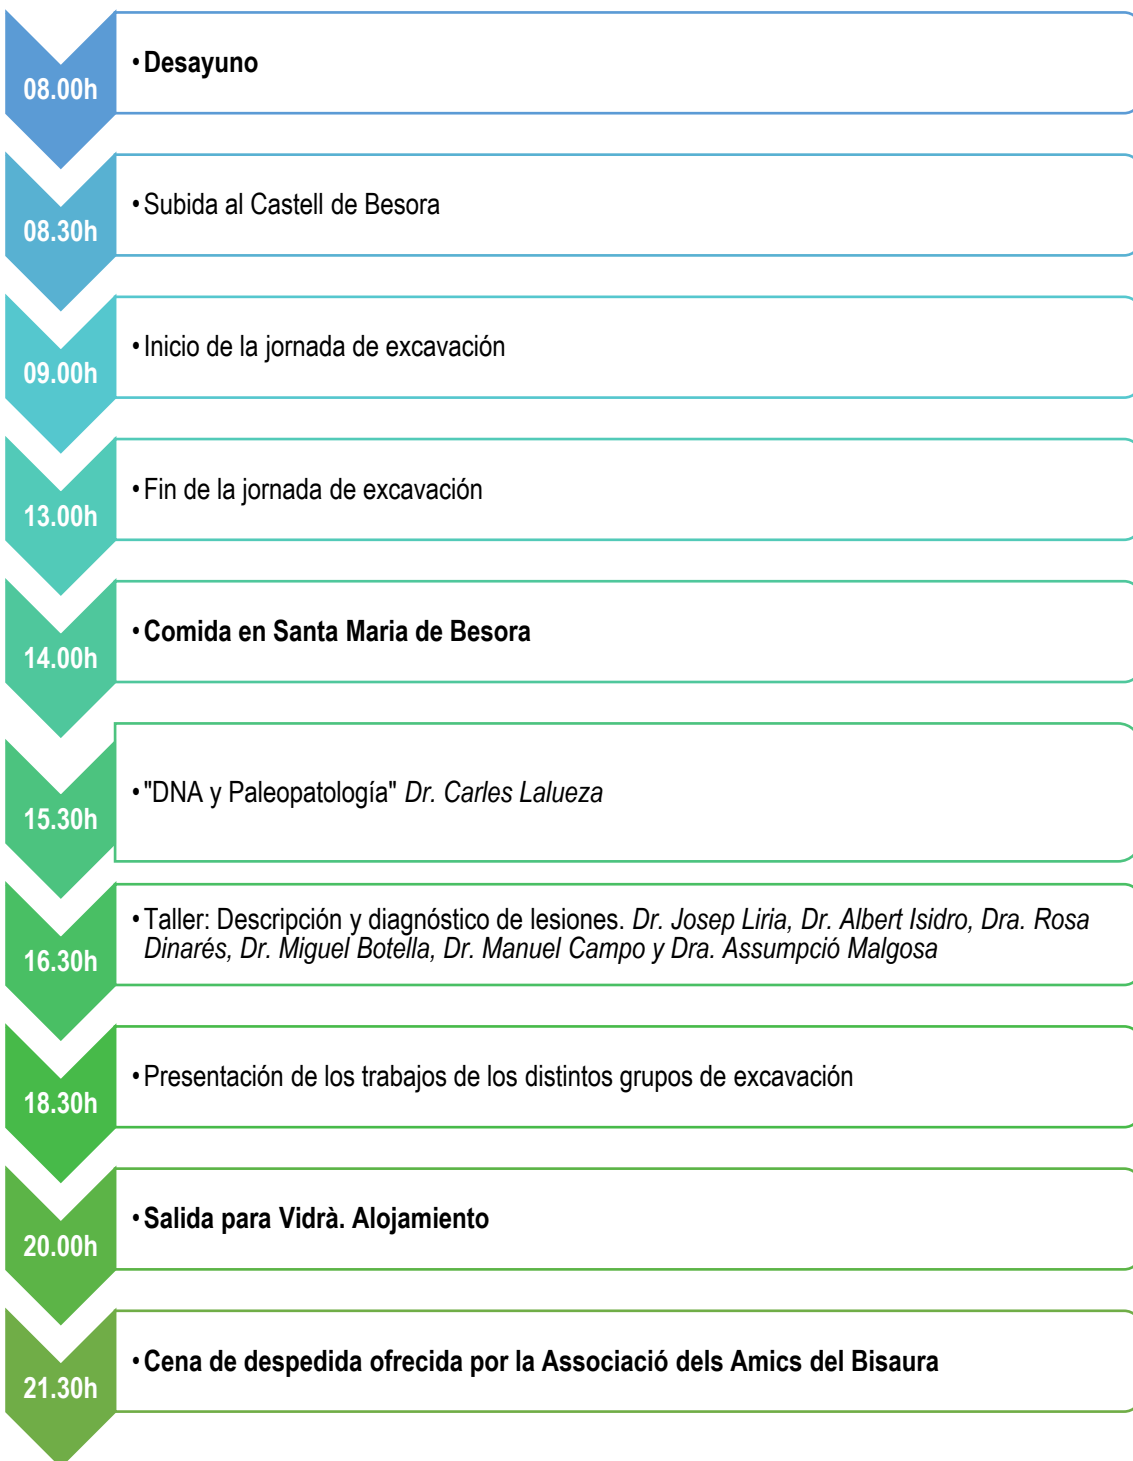 08.00h
•Desayuno
08.30h
•Subida al Castell de Besora
09.00h
•Inicio de la jornada de excavación
13.00h
•Fin de la jornada de excavación
14.00h
•Comida en Santa Maria de Besora
15.30h
•"DNA y Paleopatología" Dr. Carles Lalueza
16.30h
•Taller: Descripción y diagnóstico de lesiones. Dr. Josep Liria, Dr. Albert Isidro, Dra. Rosa
Dinarés, Dr. Miguel Botella, Dr. Manuel Campo y Dra. Assumpció Malgosa
18.30h
•Presentación de los trabajos de los distintos grupos de excavación
20.00h
•Salida para Vidrà. Alojamiento
21.30h
•Cena de despedida ofrecida por la Associació dels Amics del Bisaura